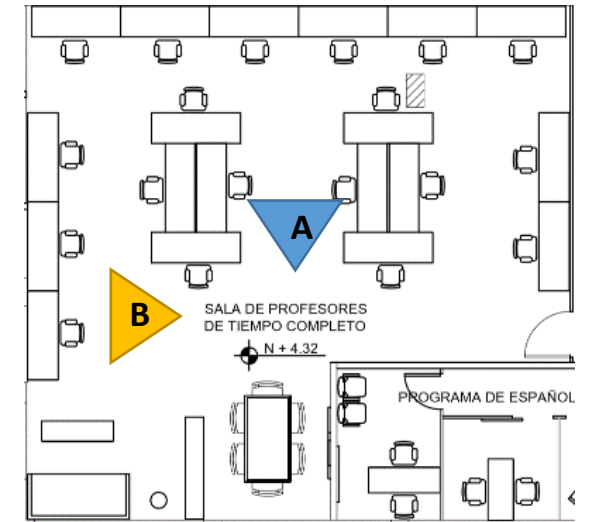 A
B
SALA DE PROFESORES
DE TIEMPO COMPLETO
N + 4.32
PROGRAMA DE ESPAÑOL